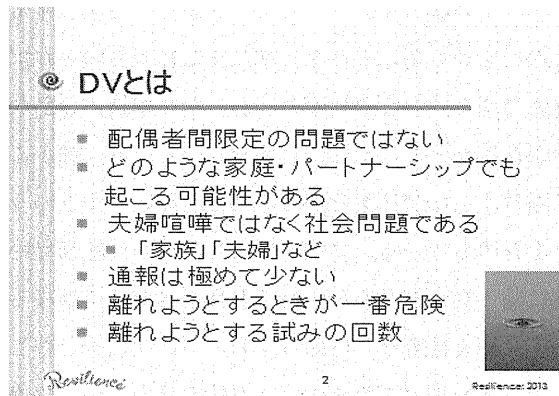 DVとは
配偶者間限定の問題ではない
どのような家庭・パートナーシップでも
起こる可能性がある
夫婦喧嘩ではなく社会問題である
「家族」「夫婦」など
通報は極めて少ない
離れようとするときが一番危険
離れようとする試みの回数
Resilience
2
Resilience: 2013